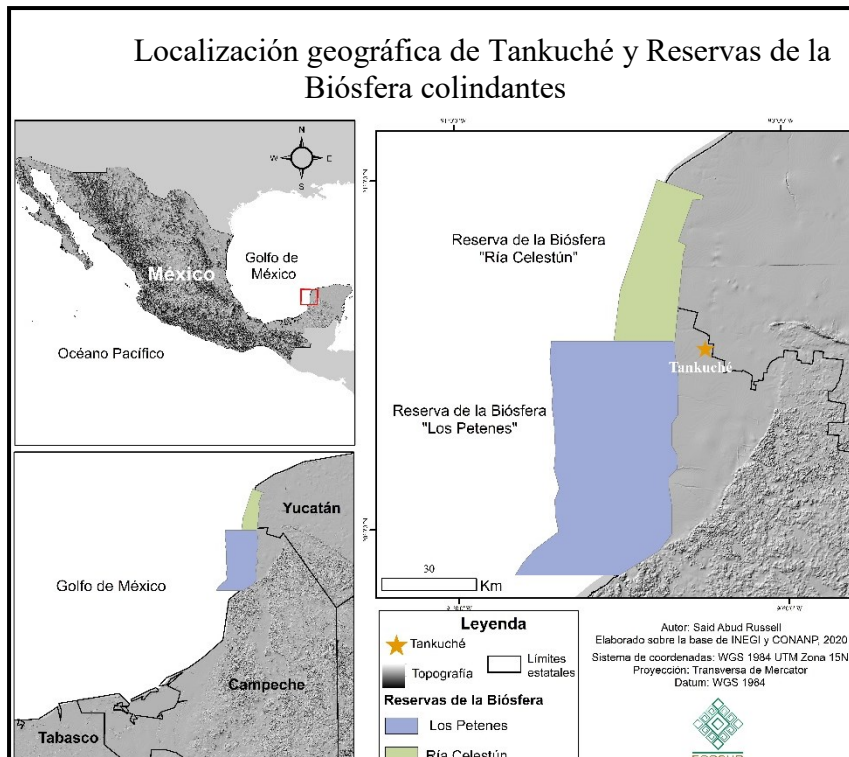 Localización geográfica de Tankuché y Reservas de la
Biósfera colindantes
N
W
E
S
México
Golfo de
México
Océano Pacífico
Reserva de la Biósfera
"Ría Celestún"
Tankuché
Reserva de la Biósfera
"Los Petenes"
30
Km
Yucatán
Golfo de México
Campeche
Tabasco
Leyenda
Tankuché
Topografía
Límites
estatales
Reservas de la Biósfera
Los Petenes
Ría Celestún
Autor: Said Abud Russell
Elaborado sobre la base de INEGI y CONANP, 2020
Sistema de coordenadas: WGS 1984 UTM Zona 15N
Proyección: Transversa de Mercator
Datum: WGS 1984